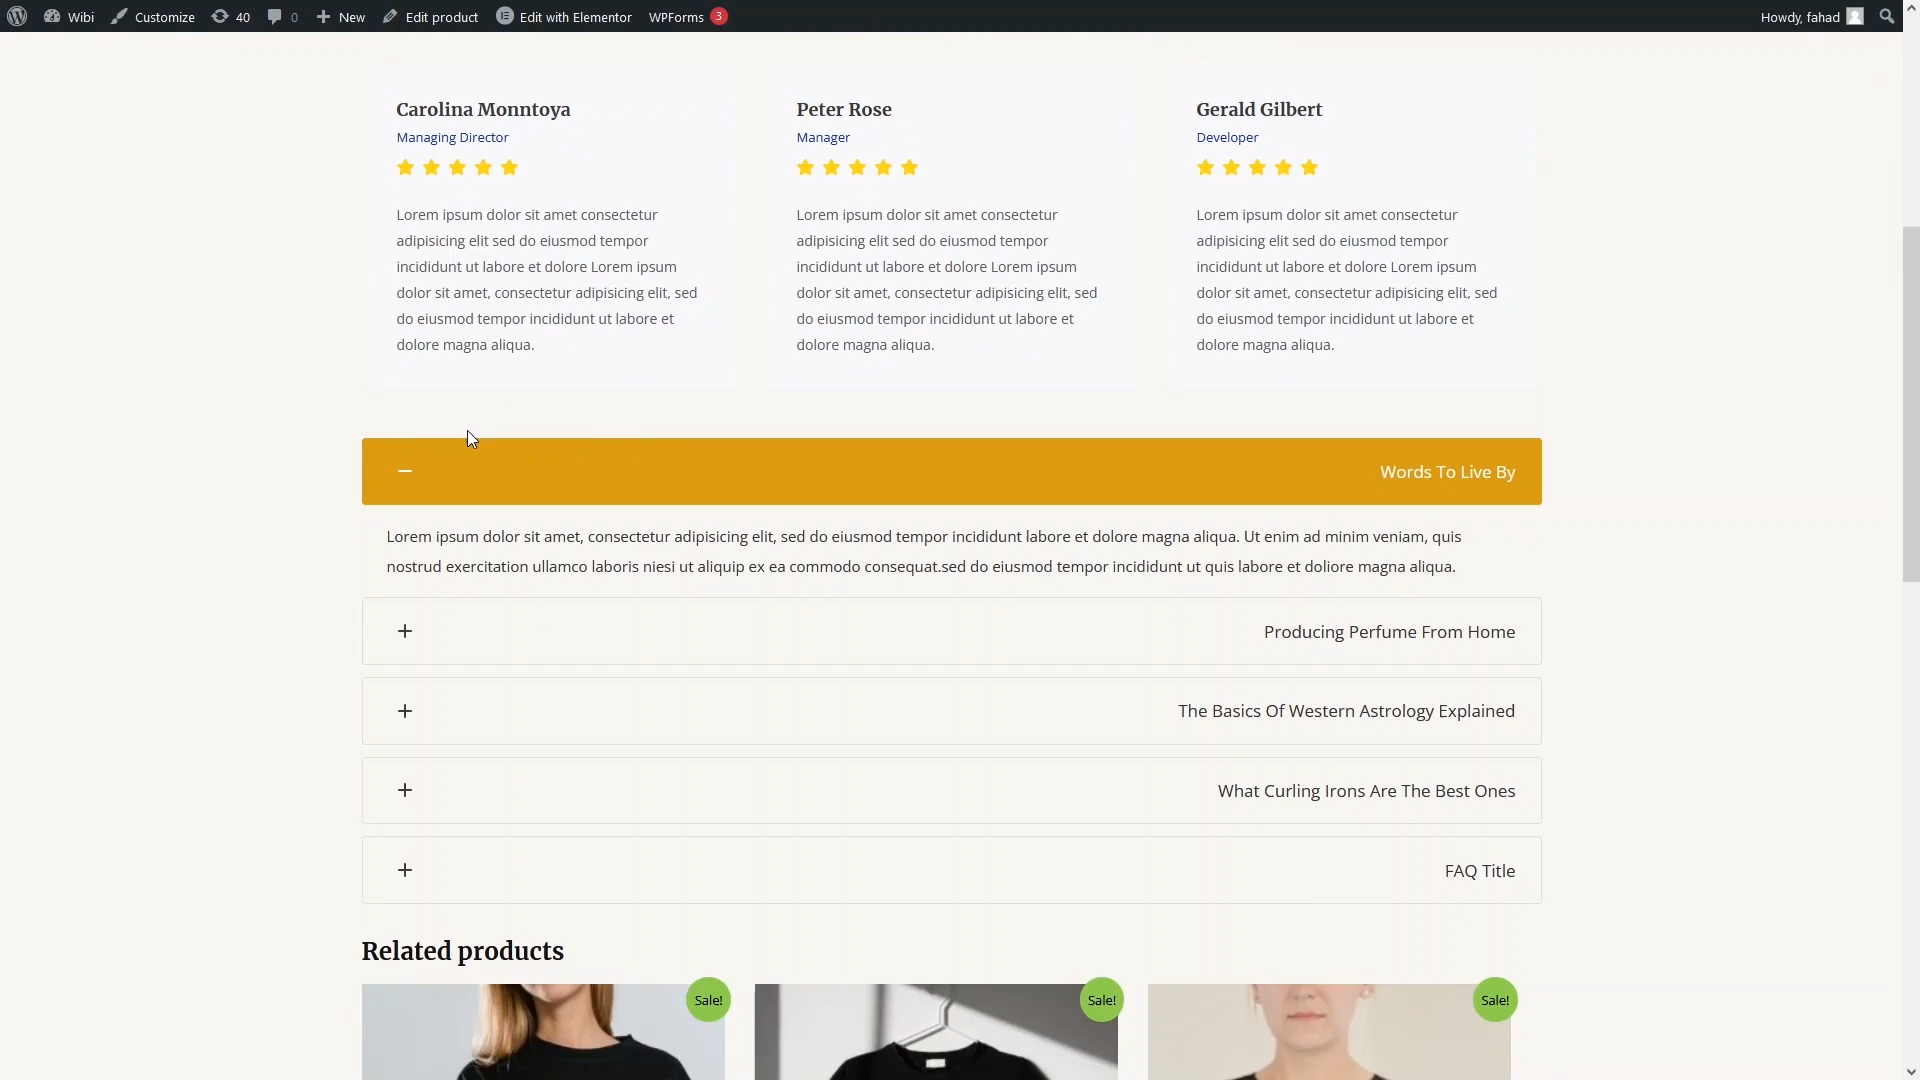 Wibi Customize 40 0 New Edit product Edit with Elementor WPForms 3 Howdy, fahad
Carolina Monntoya
Managing Director
Lorem ipsum dolor sit amet consectetur
adipisicing elit sed do eiusmod tempor
incididunt ut labore et dolore Lorem ipsum
dolor sit amet, consectetur adipisicing elit, sed
do eiusmod tempor incididunt ut labore et
dolore magna aliqua.
Peter Rose
Manager
Lorem ipsum dolor sit amet consectetur
adipisicing elit sed do eiusmod tempor
incididunt ut labore et dolore Lorem ipsum
dolor sit amet, consectetur adipisicing elit, sed
do eiusmod tempor incididunt ut labore et
dolore magna aliqua.
Gerald Gilbert
Developer
Lorem ipsum dolor sit amet consectetur
adipisicing elit sed do eiusmod tempor
incididunt ut labore et dolore Lorem ipsum
dolor sit amet, consectetur adipisicing elit, sed
do eiusmod tempor incididunt ut labore et
dolore magna aliqua.
Words To Live By
Lorem ipsum dolor sit amet, consectetur adipisicing elit, sed do eiusmod tempor incididunt labore et dolore magna aliqua. Ut enim ad minim veniam, quis
nostrud exercitation ullamco laboris niesi ut aliquip ex ea commodo consequat.sed do eiusmod tempor incididunt ut quis labore et doliore magna aliqua.
Producing Perfume From Home
The Basics Of Western Astrology Explained
What Curling Irons Are The Best Ones
FAQ Title
Related products
Sale!
Sale!
Sale!